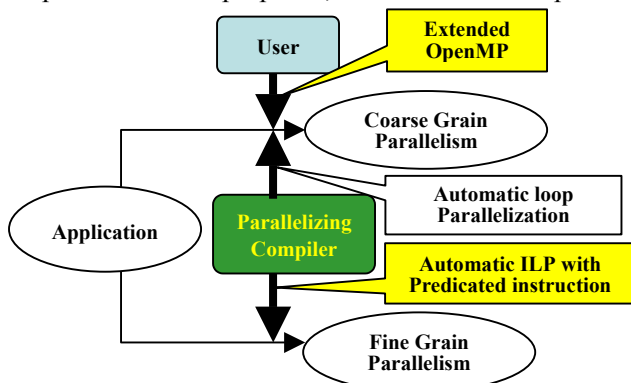 Extended
OpenMP
User
Coarse Grain
Parallelism
Automatic loop
Parallelization
Parallelizing
Compiler
Application
Automatic ILP with
Predicated instruction
Fine Grain
Parallelism